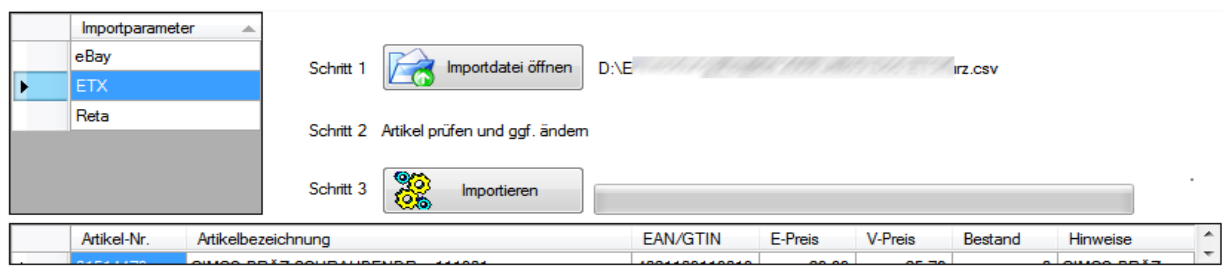 Importparameter
eBay
ETX
Reta
Schritt 1 Importdatei öffnen D:\E rz.csv
Schritt 2 Artikel prüfen und ggf. ändern
Schritt 3 Importieren
Artikel-Nr. Artikelbezeichnung EAN/GTIN E-Preis V-Preis Bestand Hinweise